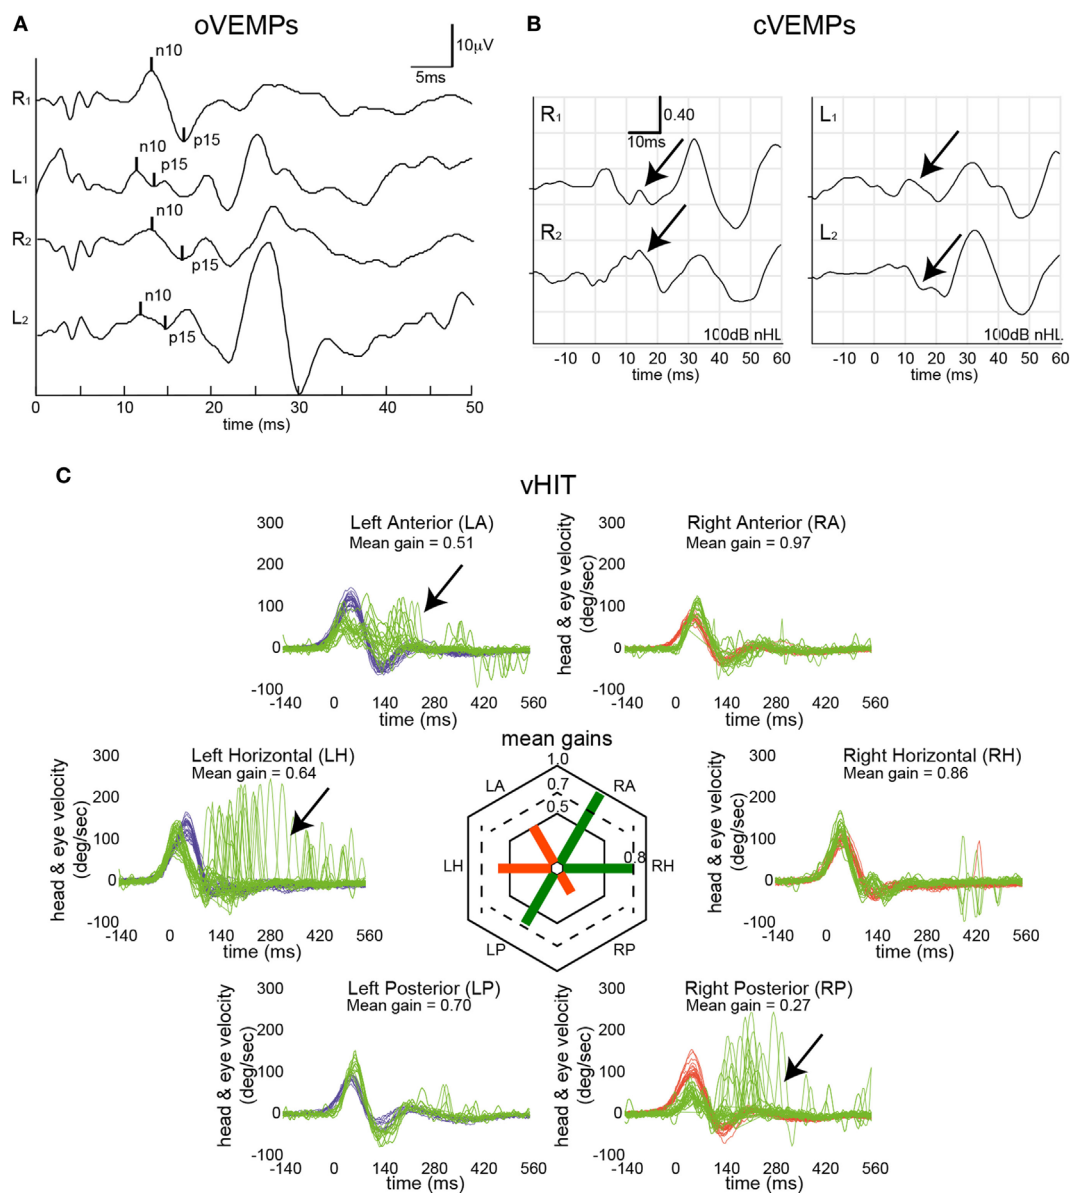 A
oVEMPs
10µV
5ms
n10
R1
p15
n10
p15
L1
n10
R2
p15
n10
L2
p15
0 10 20 30 40 50
time (ms)
B
cVEMPs
R1
0.40
10ms
R2
100dB nHL
-10 0 10 20 30 40 50 60
time (ms)
L1
L2
100dB nHL.
-10 0 10 20 30 40 50 60
time (ms)
C
vHIT
Left Anterior (LA)
Mean gain = 0.51
300
200
100
0
-100
-140 0 140 280 420 560
time (ms)
head & eye velocity
(deg/sec)
Right Anterior (RA)
Mean gain = 0.97
300
200
100
0
-100
-140 0 140 280 420 560
time (ms)
head & eye velocity
(deg/sec)
Left Horizontal (LH)
Mean gain = 0.64
300
200
100
0
-100
-140 0 140 280 420 560
time (ms)
mean gains
1.0
0.7
0.5
0.8
LA
RA
LH
RH
LP
RP
head & eye velocity
(deg/sec)
Right Horizontal (RH)
Mean gain = 0.86
300
200
100
0
-100
-140 0 140 280 420 560
time (ms)
head & eye velocity
(deg/sec)
Left Posterior (LP)
Mean gain = 0.70
300
200
100
0
-100
-140 0 140 280 420 560
time (ms)
head & eye velocity
(deg/sec)
Right Posterior (RP)
Mean gain = 0.27
300
200
100
0
-100
-140 0 140 280 420 560
time (ms)